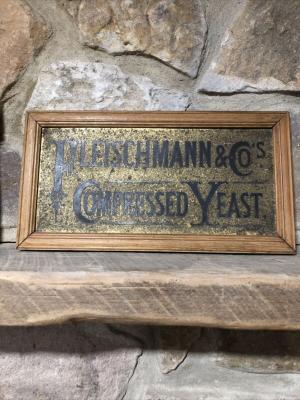 FLEISCHMANN & CO'S.
COMPRESSED YEAST